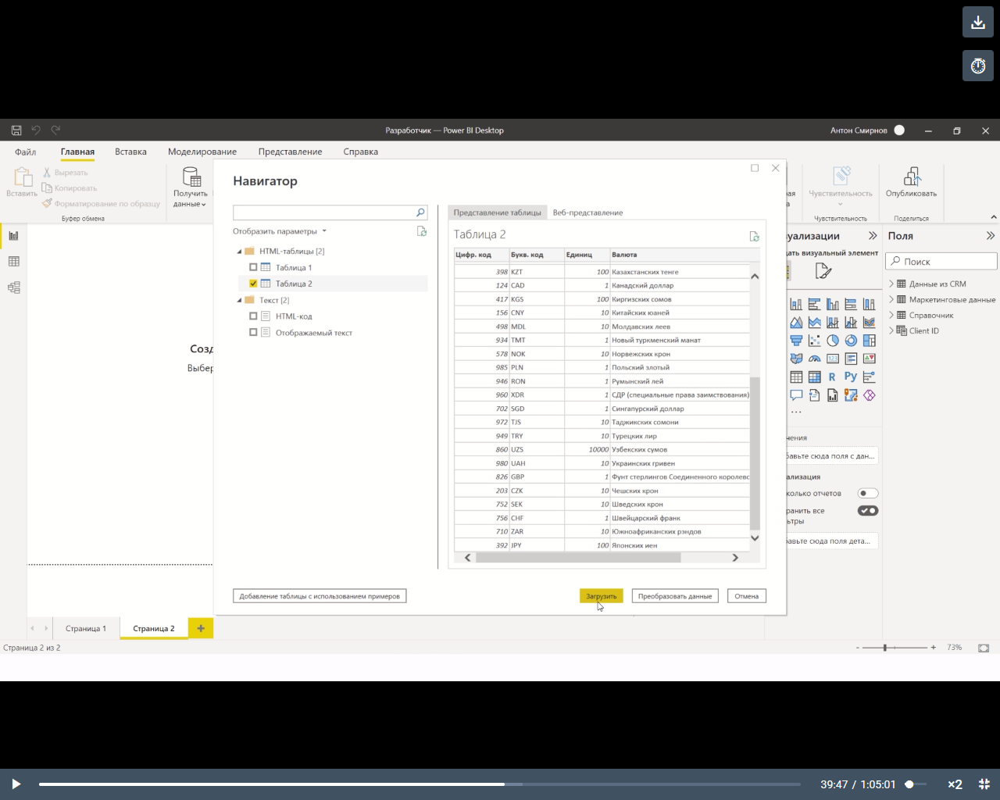 Разработчик — Power BI Desktop
Антон Смирнов
Файл
Главная
Вставка
Моделирование
Представление
Справка
Вставить
Вырезать
Копировать
Форматирование по образцу
Буфер обмена
Получить данные
Чувствительность
Чувствительность
Опубликовать
Поделиться
Навигатор
Отобразить параметры
HTML-таблицы [2]
Таблица 1
Таблица 2
Текст [2]
HTML-код
Отображаемый текст
Представление таблицы
Веб-представление
Таблица 2
Цифр. код Букв. код Единиц Валюта
398 KZT 100 Казахстанских тенге
124 CAD 1 Канадский доллар
417 KGS 100 Киргизских сомов
156 CNY 10 Китайских юаней
498 MDL 10 Молдавских леев
934 TMT 1 Новый туркменский манат
578 NOK 10 Норвежских крон
985 PLN 1 Польский злотый
946 RON 1 Румынский лей
960 XDR 1 СДР (специальные права заимствования)
702 SGD 1 Сингапурский доллар
972 TJS 10 Таджикских сомони
949 TRY 10 Турецких лир
860 UZS 10000 Узбекских сумов
980 UAH 10 Украинских гривен
826 GBP 1 Фунт стерлингов Соединенного королевс
203 CZK 10 Чешских крон
752 SEK 10 Шведских крон
756 CHF 1 Швейцарский франк
710 ZAR 10 Южноафриканских рэндов
392 JPY 100 Японских иен
Добавление таблицы с использованием примеров
Загрузить
Преобразовать данные
Отмена
Созд
Выбер
уализации
дать визуальный элемент
R
Py
123
...
чения
бавьте сюда поля с дан...
ализация
колько отчетов
ранить все
ьтры
бавьте сюда поля дета...
Поля
Поиск
Данные из CRM
Маркетинговые данные
Справочник
Client ID
Страница 1
Страница 2
+
Страница 2 из 2
- + 73%
39:47 / 1:05:01
×2